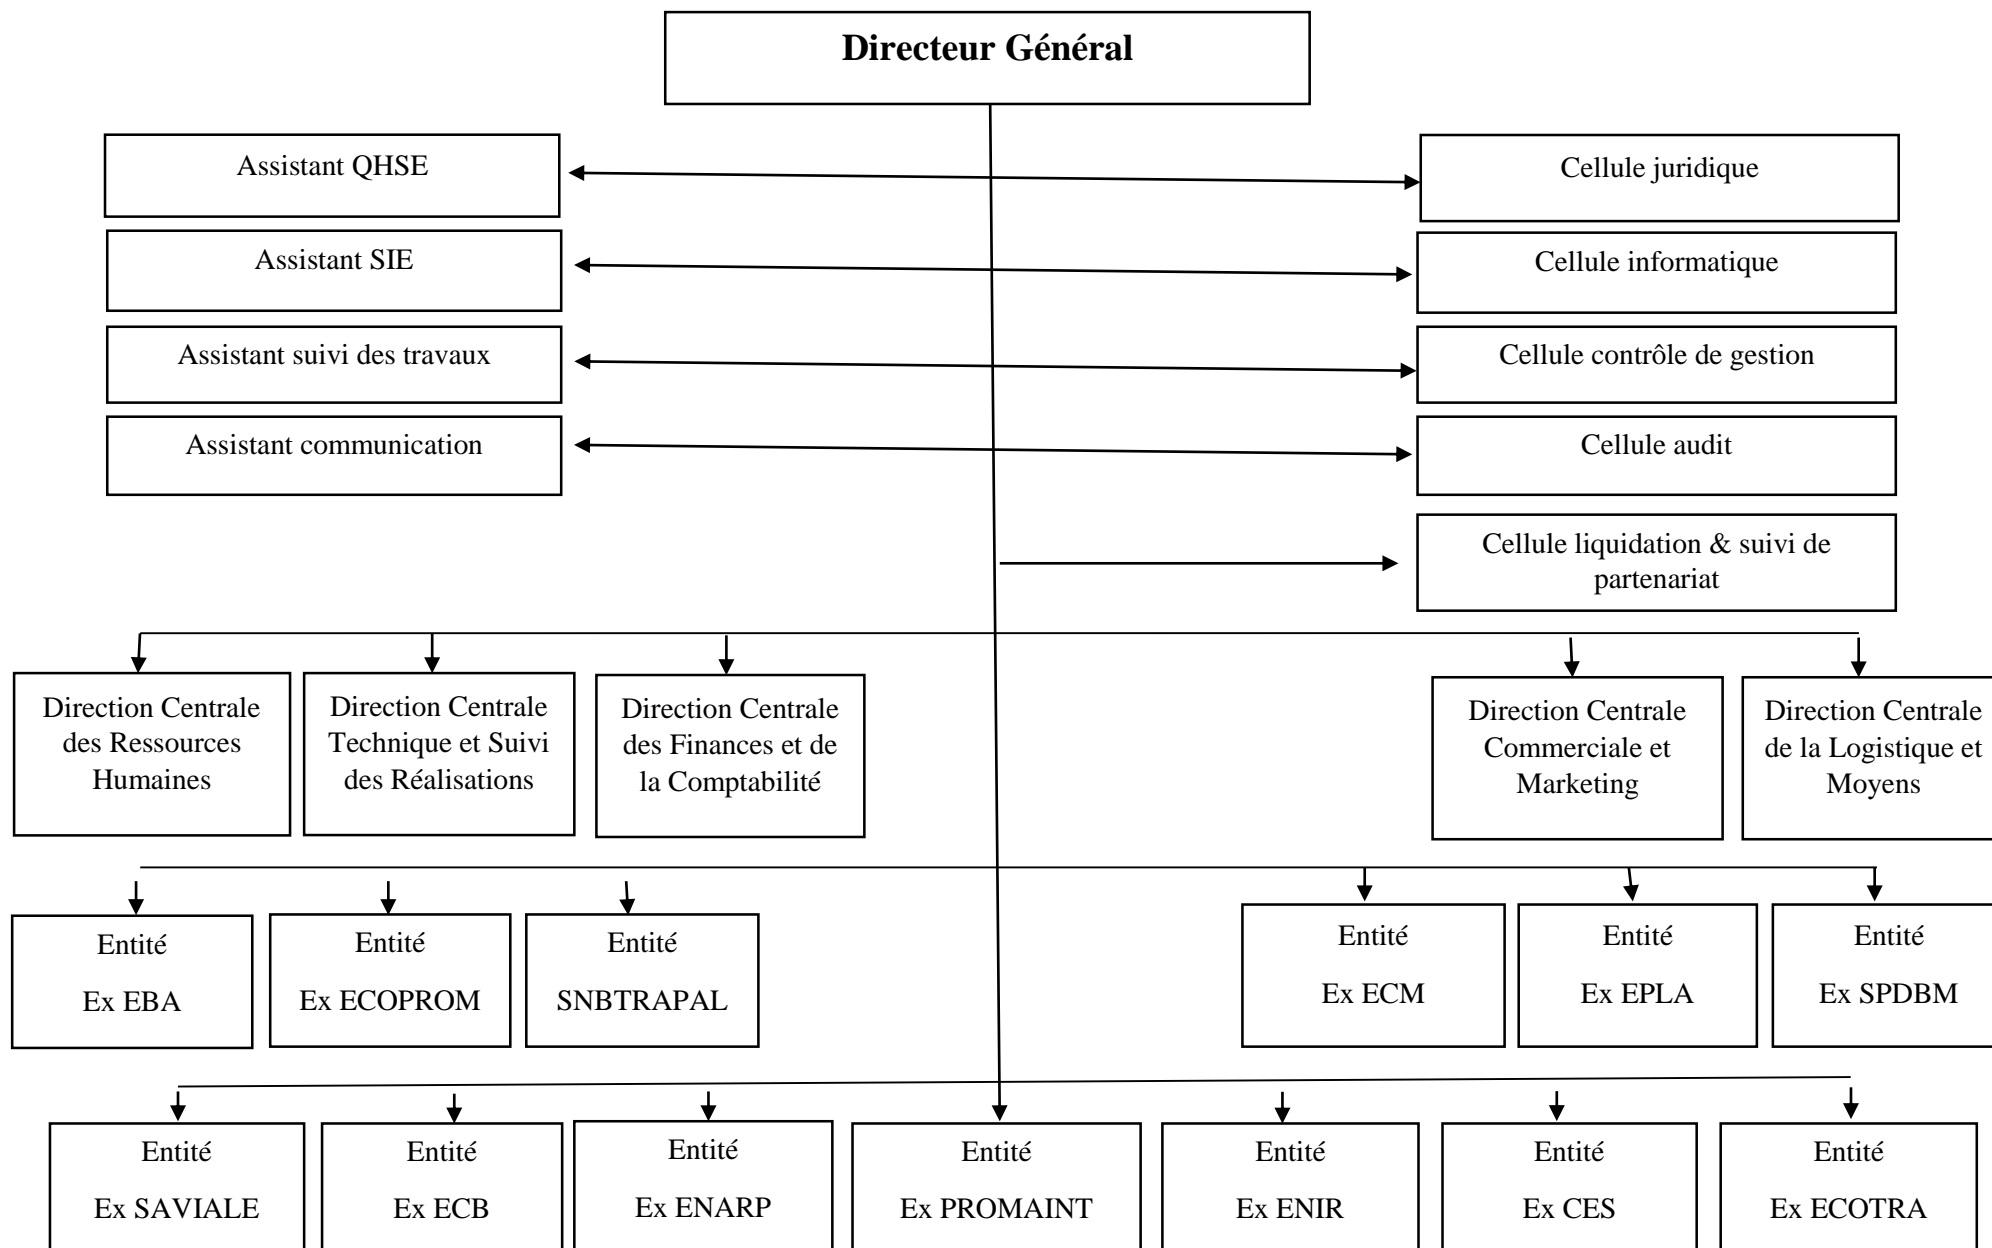 Directeur Général
Assistant QHSE
Cellule juridique
Assistant SIE
Cellule informatique
Assistant suivi des travaux
Cellule contrôle de gestion
Assistant communication
Cellule audit
Cellule liquidation & suivi de
partenariat
Direction Centrale
des Ressources
Humaines
Direction Centrale
Technique et Suivi
des Réalisations
Direction Centrale
des Finances et de
la Comptabilité
Direction Centrale
Commerciale et
Marketing
Direction Centrale
de la Logistique et
Moyens
Entité
Ex EBA
Entité
Ex ECOPROM
Entité
SNBTRAPAL
Entité
Ex ECM
Entité
Ex EPLA
Entité
Ex SPDBM
Entité
Ex SAVIALE
Entité
Ex ECB
Entité
Ex ENARP
Entité
Ex PROMAINT
Entité
Ex ENIR
Entité
Ex CES
Entité
Ex ECOTRA